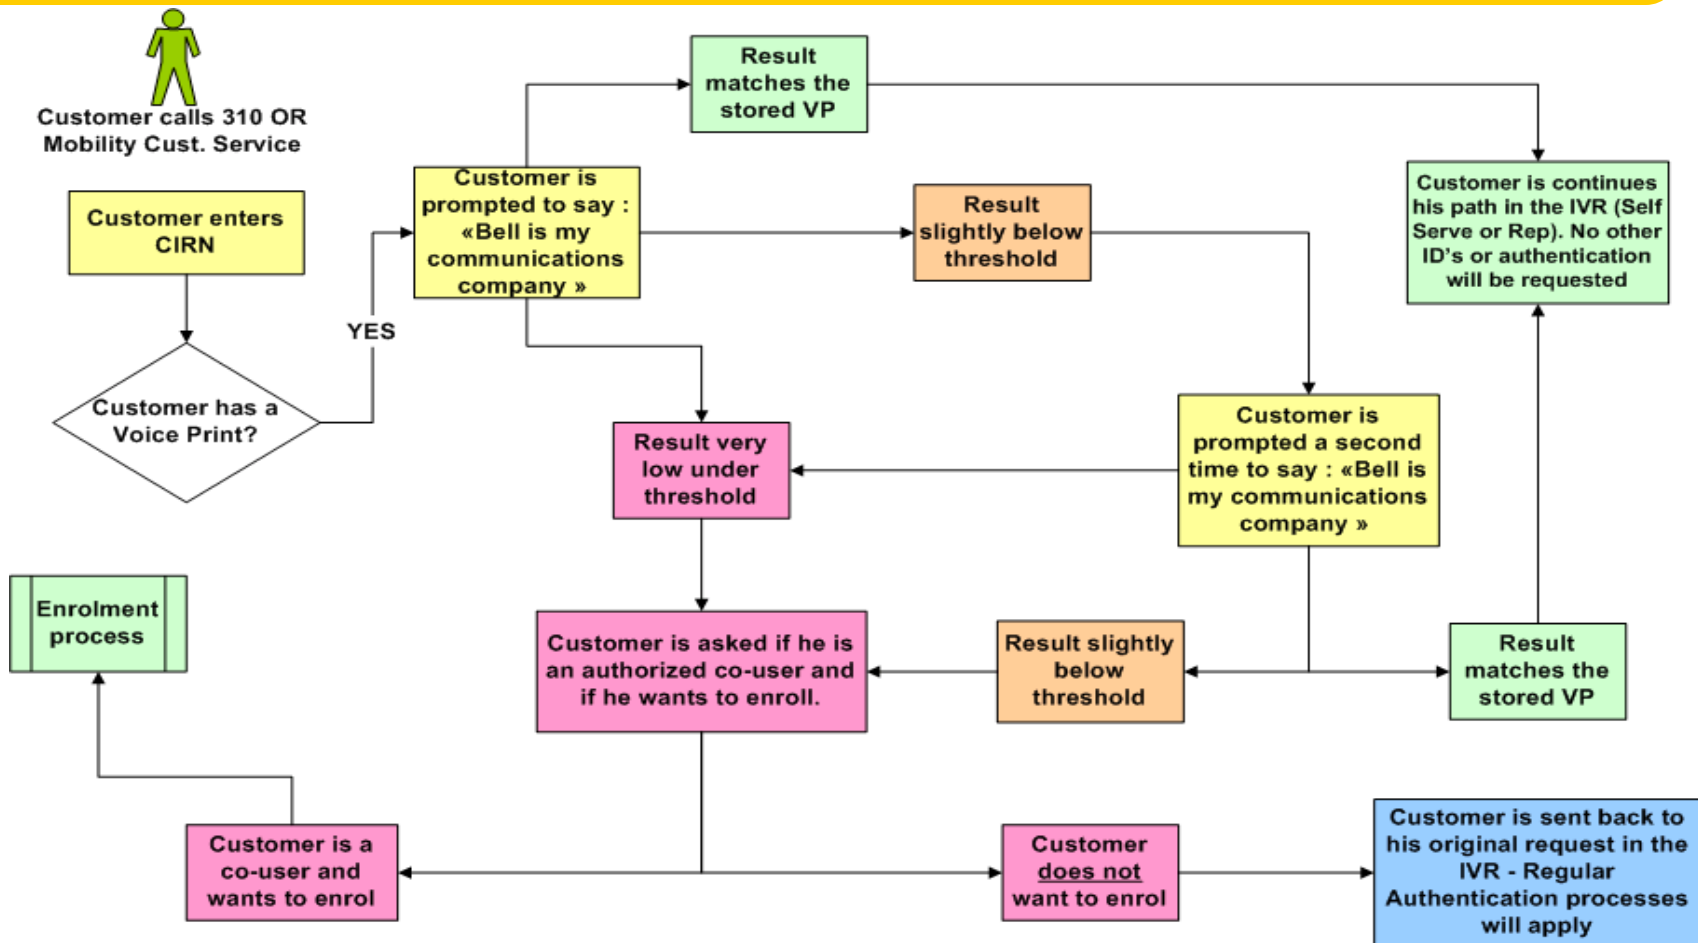 Customer calls 310 OR
Mobility Cust. Service
Customer enters
CIRN
Customer has a
Voice Print?
YES
Customer is
prompted to say :
«Bell is my
communications
company »
Result
matches the
stored VP
Result
slightly below
threshold
Customer is continues
his path in the IVR (Self
Serve or Rep). No other
ID's or authentication
will be requested
Result very
low under
threshold
Customer is
prompted a second
time to say : «Bell is
my communications
company »
Enrolment
process
Customer is asked if he is
an authorized co-user and
if he wants to enroll.
Result slightly
below
threshold
Result
matches the
stored VP
Customer is a
co-user and
wants to enrol
Customer
does not
want to enrol
Customer is sent back to
his original request in the
IVR - Regular
Authentication processes
will apply